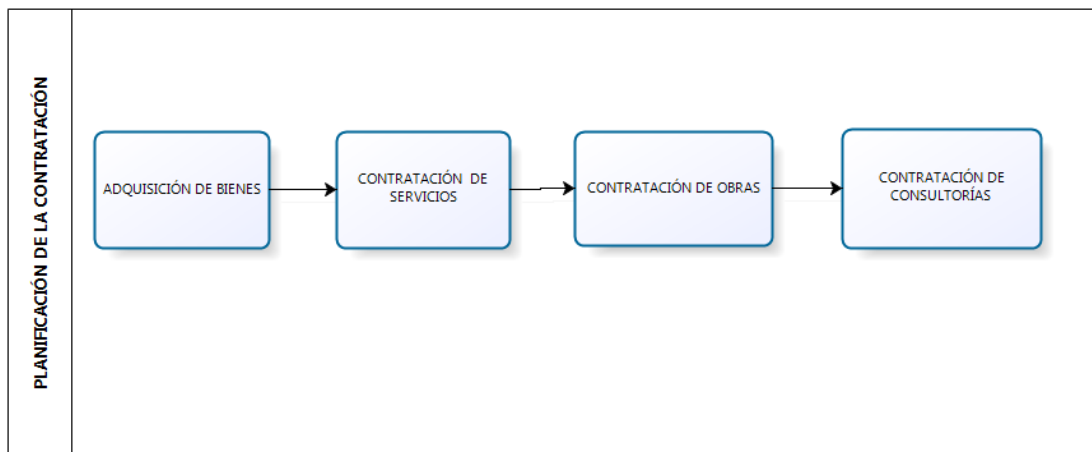 PLANIFICACIÓN DE LA CONTRATACIÓN
ADQUISICIÓN DE BIENES
CONTRATACIÓN DE
SERVICIOS
CONTRATACIÓN DE OBRAS
CONTRATACIÓN DE
CONSULTORÍAS